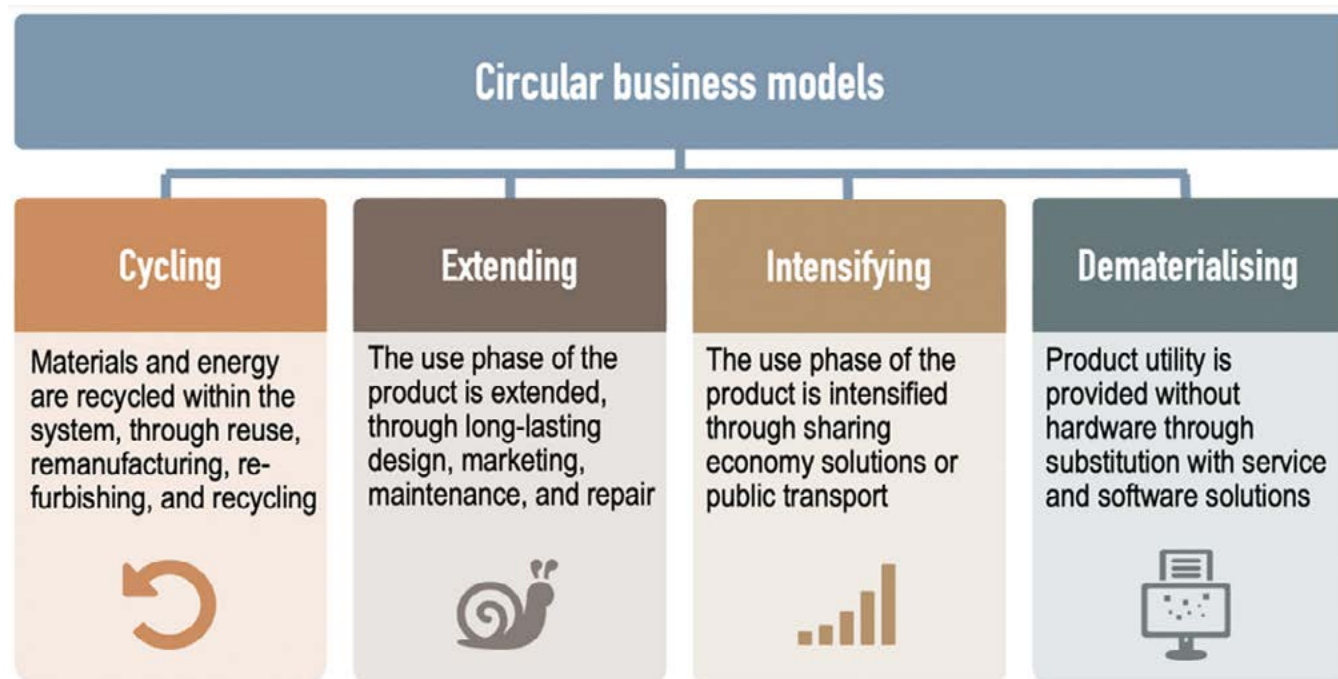 Circular business models
Cycling
Materials and energy
are recycled within the
system, through reuse,
remanufacturing, re-
furbishing, and recycling
Extending
The use phase of the
product is extended,
through long-lasting
design, marketing,
maintenance, and repair
Intensifying
The use phase of the
product is intensified
through sharing
economy solutions or
public transport
Dematerialising
Product utility is
provided without
hardware through
substitution with service
and software solutions